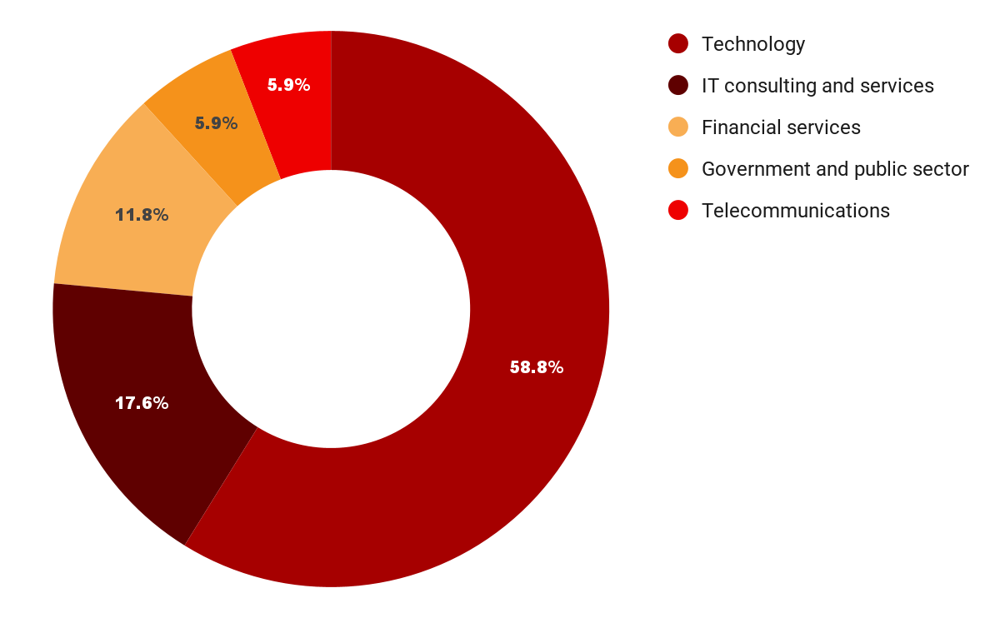 5.9%
5.9%
11.8%
58.8%
17.6%
Technology
IT consulting and services
Financial services
Government and public sector
Telecommunications